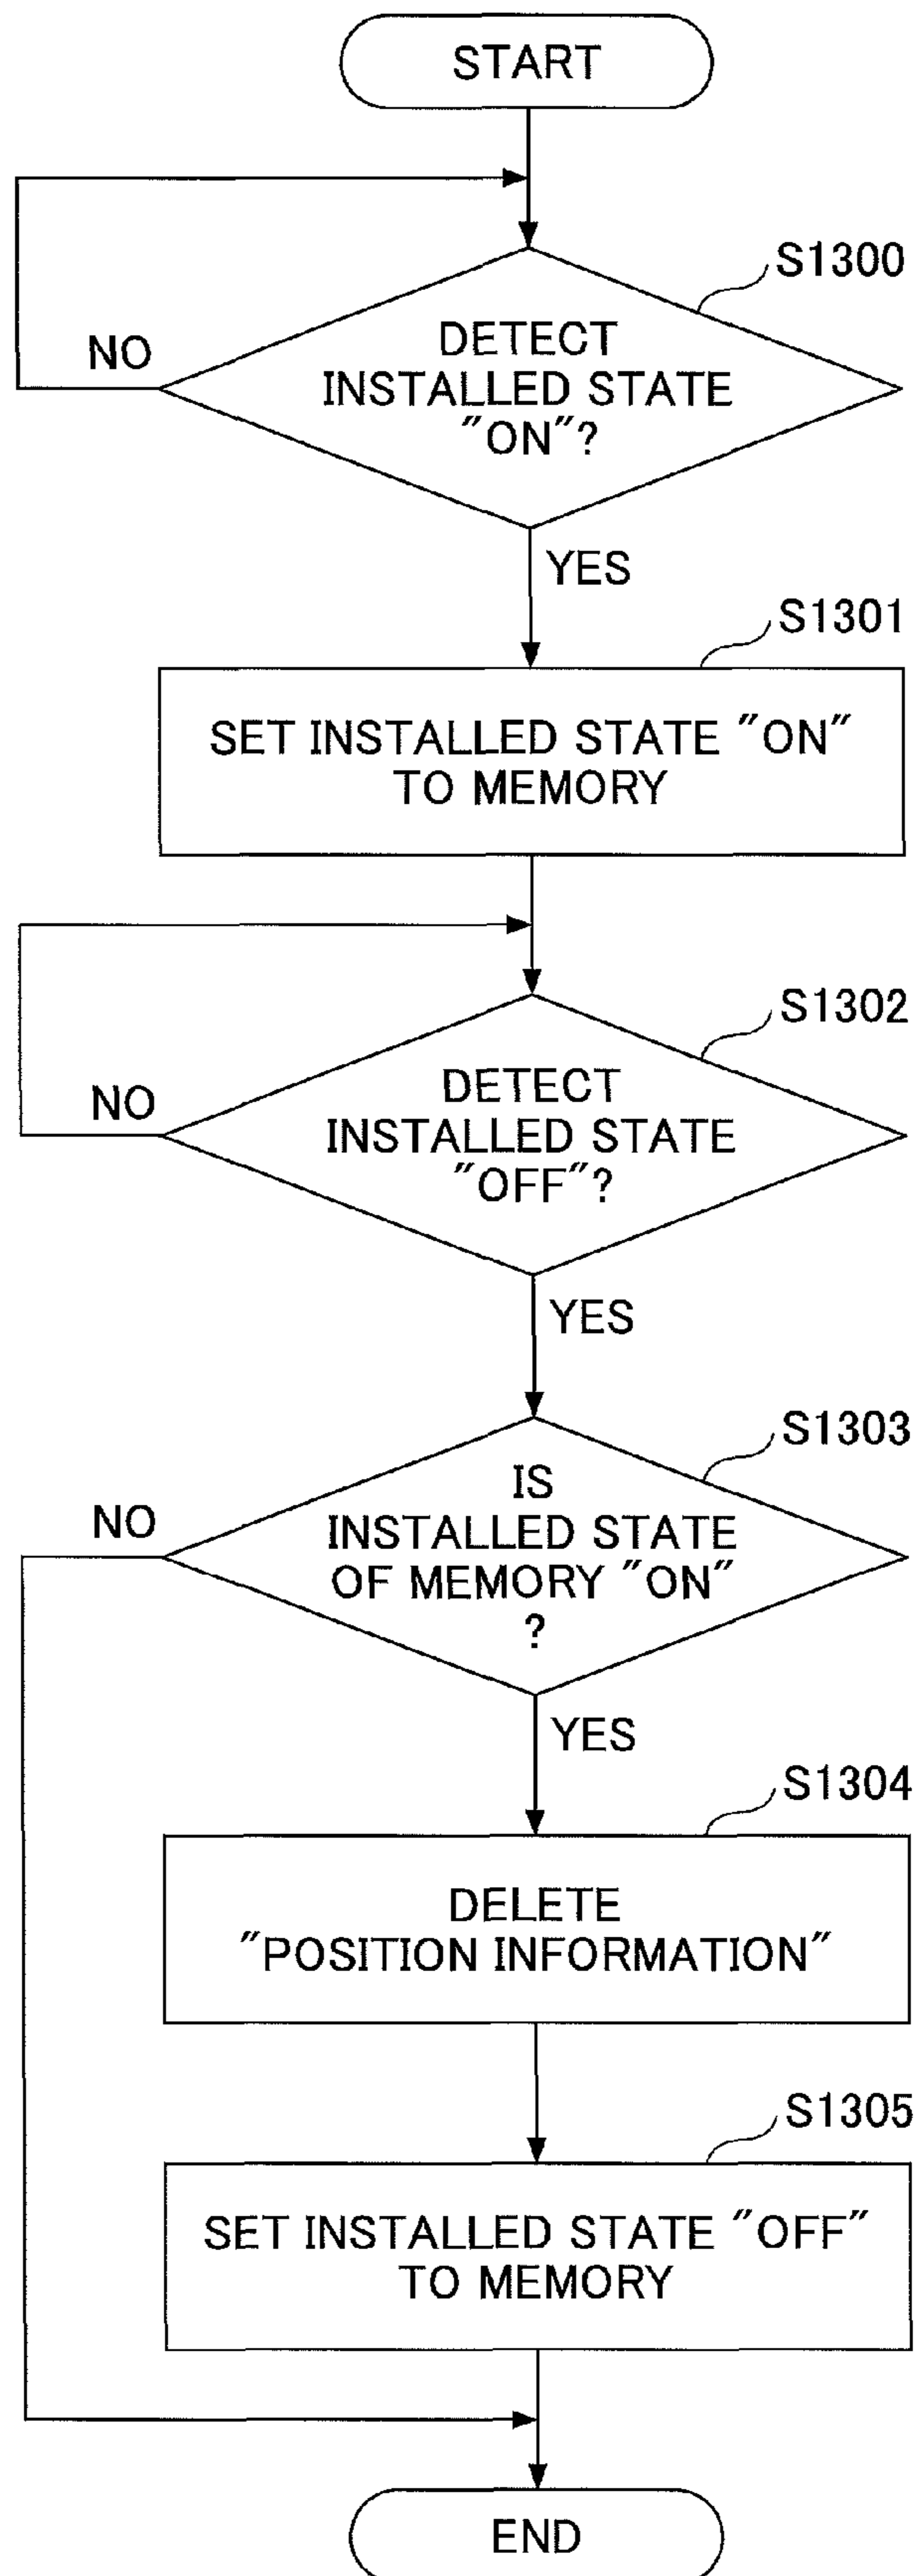 START
S1300
DETECT
INSTALLED STATE
"ON"?
NO
YES
S1301
SET INSTALLED STATE "ON"
TO MEMORY
S1302
DETECT
INSTALLED STATE
"OFF"?
NO
YES
S1303
IS
INSTALLED STATE
OF MEMORY "ON"
?
NO
YES
S1304
DELETE
"POSITION INFORMATION"
S1305
SET INSTALLED STATE "OFF"
TO MEMORY
END